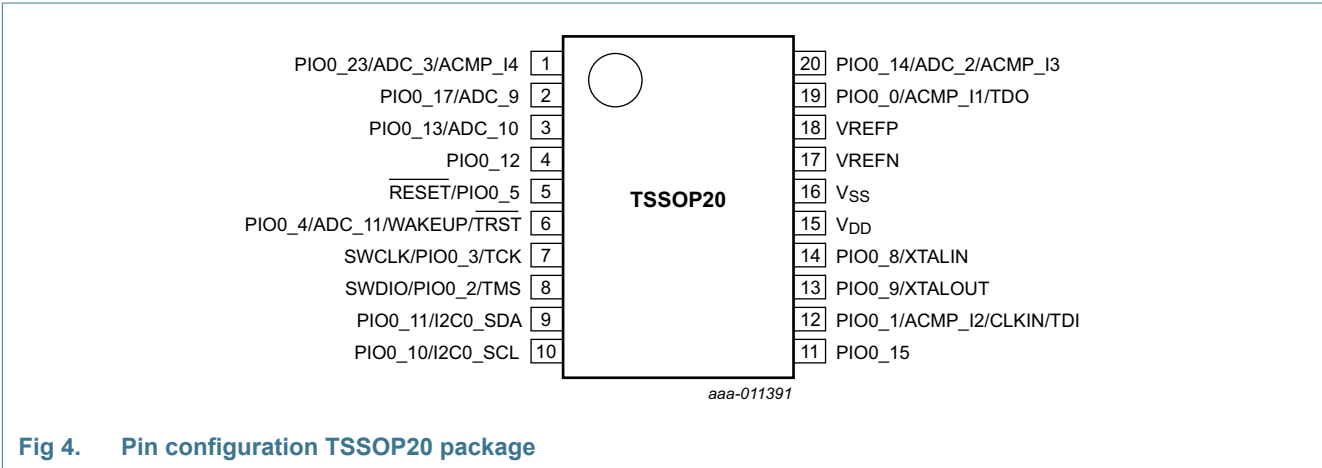 PIO0_23/ADC_3/ACMP_I4 1
PIO0_17/ADC_9 2
PIO0_13/ADC_10 3
PIO0_12 4
RESET/PIO0_5 5
PIO0_4/ADC_11/WAKEUP/TRST 6
SWCLK/PIO0_3/TCK 7
SWDIO/PIO0_2/TMS 8
PIO0_11/I2C0_SDA 9
PIO0_10/I2C0_SCL 10
TSSOP20
20 PIO0_14/ADC_2/ACMP_I3
19 PIO0_0/ACMP_I1/TDO
18 VREFP
17 VREFN
16 VSS
15 VDD
14 PIO0_8/XTALIN
13 PIO0_9/XTALOUT
12 PIO0_1/ACMP_I2/CLKIN/TDI
11 PIO0_15
aaa-011391
Fig 4. Pin configuration TSSOP20 package